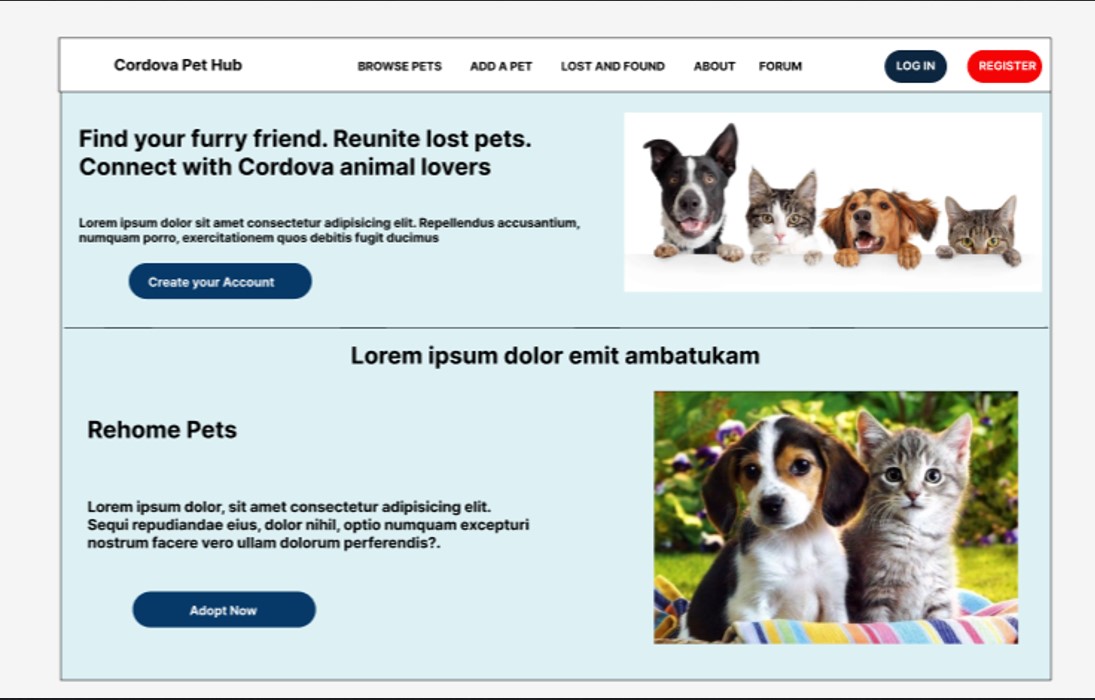 Cordova Pet Hub
BROWSE PETS
ADD A PET
LOST AND FOUND
ABOUT
FORUM
LOG IN
REGISTER
Find your furry friend. Reunite lost pets.
Connect with Cordova animal lovers
Lorem ipsum dolor sit amet consectetur adipisicing elit. Repellendus accusantium,
numquam porro, exercitationem quos debitis fugit ducimus
Create your Account
Lorem ipsum dolor emit ambatukam
Rehome Pets
Lorem ipsum dolor, sit amet consectetur adipisicing elit.
Sequi repudiandae eius, dolor nihil, optio numquam excepturi
nostrum facere vero ullam dolorum perferendis?.
Adopt Now